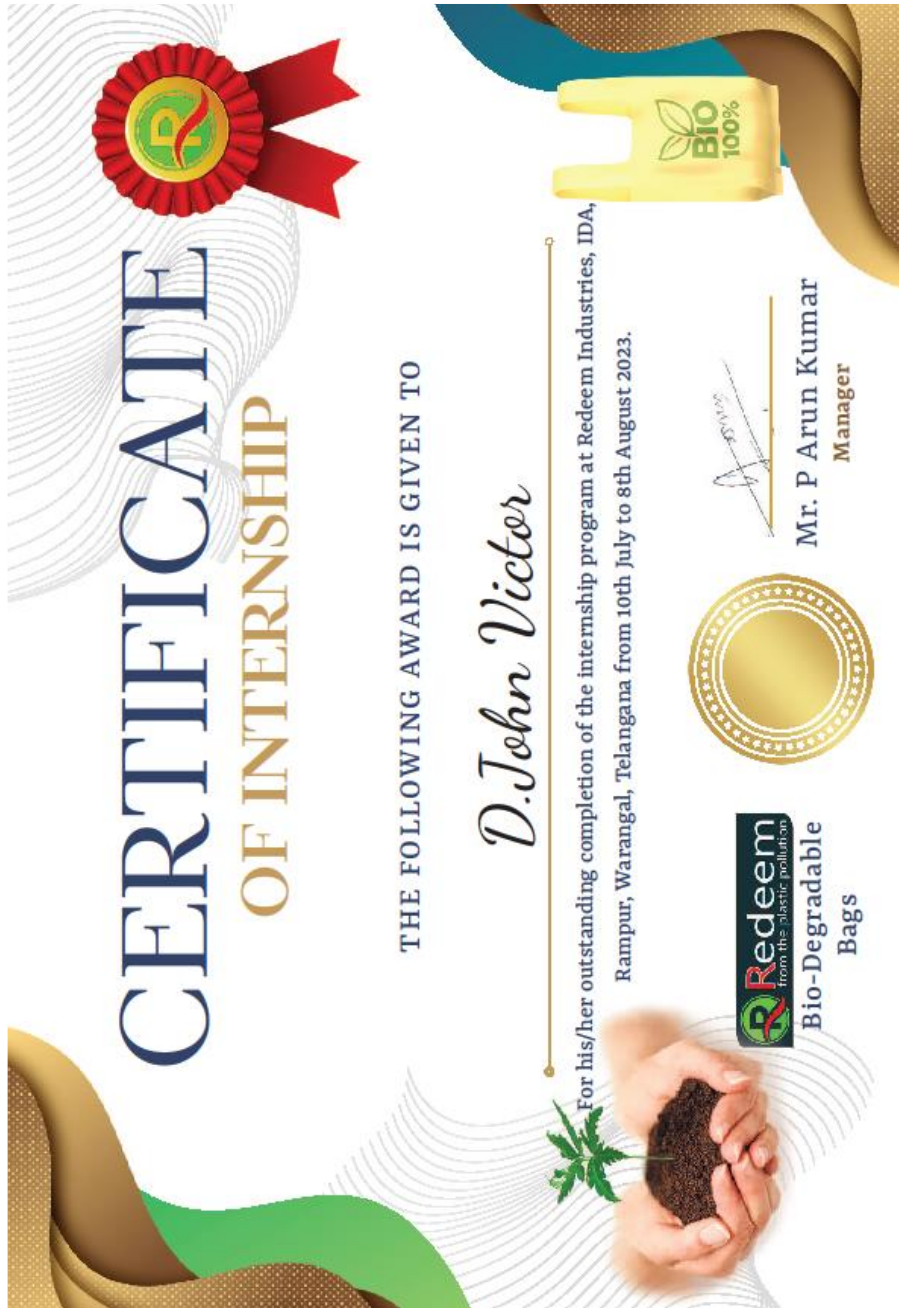 CERTIFICATE
OF INTERNSHIP
THE FOLLOWING AWARD IS GIVEN TO
D.John Victor
For his/her outstanding completion of the internship program at Redeem Industries, IDA,
Rampur, Warangal, Telangana from 10th July to 8th August 2023.
BIO
100%
R Redeem
from the plastic pollution
Bio-Degradable
Bags
Mr. P Arun Kumar
Manager
R